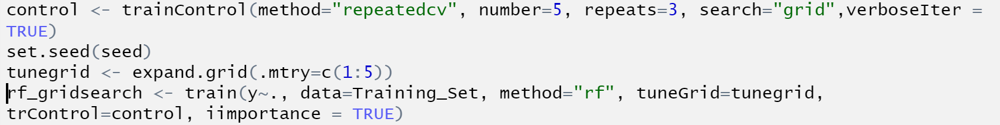 control <- trainControl(method="repeatedcv", number=5, repeats=3, search="grid",verboseIter =
TRUE)
set.seed(seed)
tunegrid <- expand.grid(.mtry=c(1:5))
rf_gridsearch <- train(y~., data=Training_Set, method="rf", tuneGrid=tunegrid,
trControl=control, iimportance = TRUE)